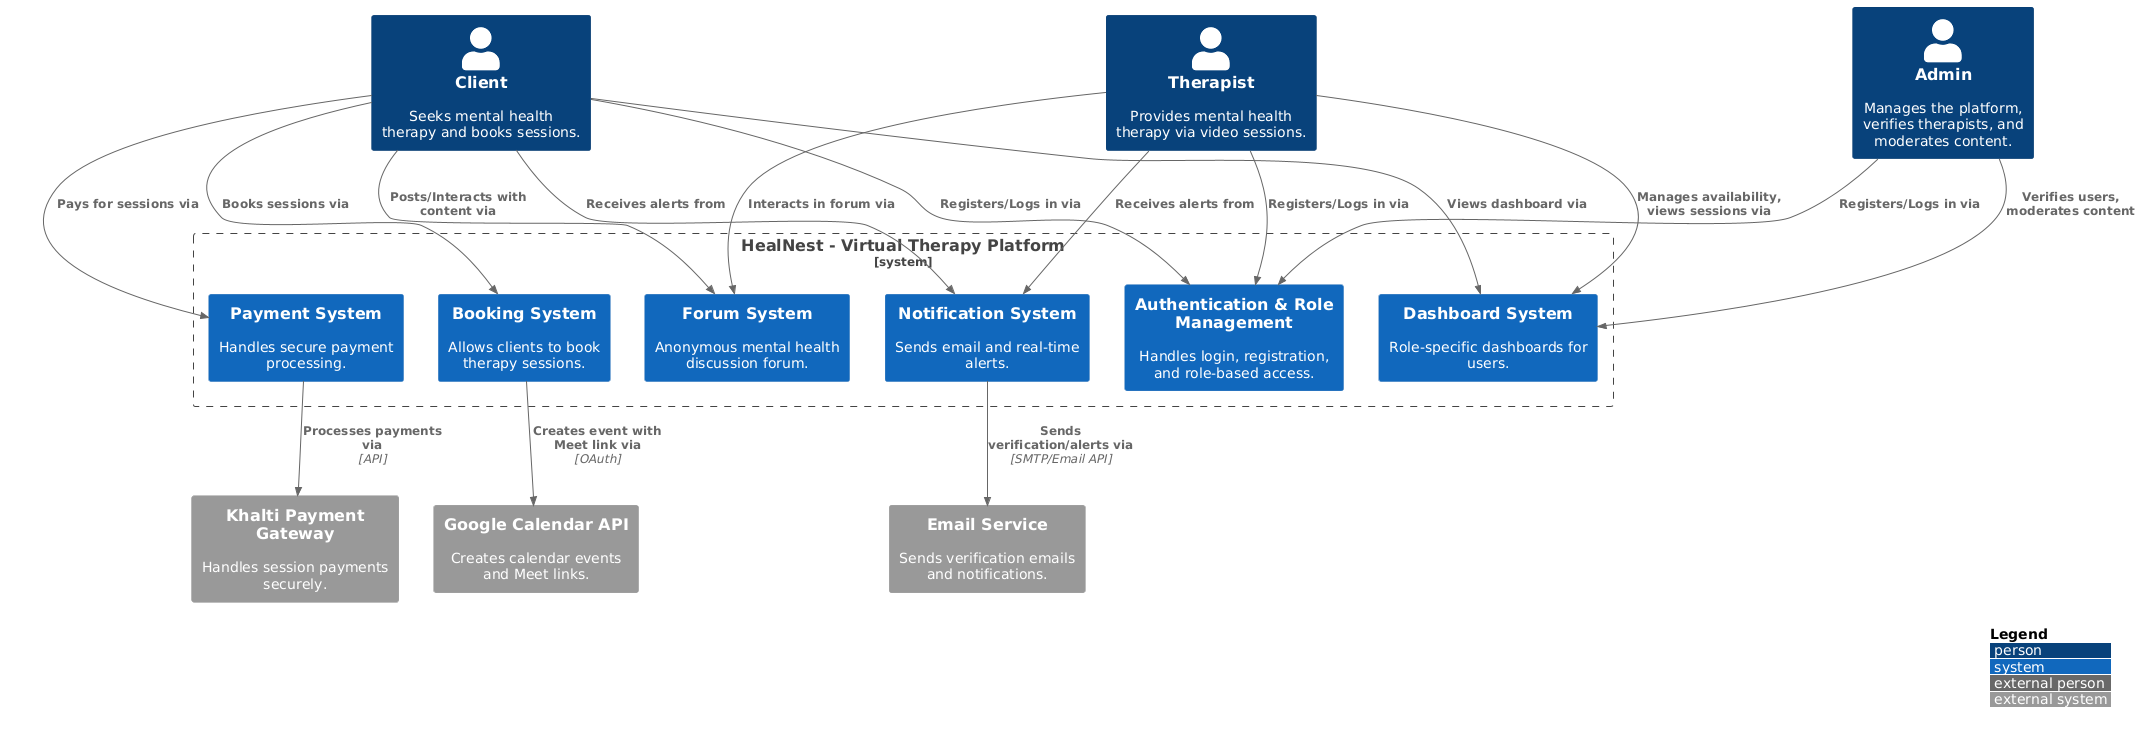 Client
Seeks mental health
therapy and books sessions.
Therapist
Provides mental health
therapy via video sessions.
Admin
Manages the platform,
verifies therapists, and
moderates content.
Pays for sessions via
Books sessions via
Posts/Interacts with
content via
Receives alerts from
Interacts in forum via
Registers/Logs in via
Receives alerts from
Registers/Logs in via
Views dashboard via
Manages availability,
views sessions via
Registers/Logs in via
Verifies users,
moderates content
HealNest - Virtual Therapy Platform
[system]
Payment System
Handles secure payment
processing.
Booking System
Allows clients to book
therapy sessions.
Forum System
Anonymous mental health
discussion forum.
Notification System
Sends email and real-time
alerts.
Authentication & Role
Management
Handles login, registration,
and role-based access.
Dashboard System
Role-specific dashboards for
users.
Processes payments
via
[API]
Creates event with
Meet link via
[OAuth]
Sends
verification/alerts via
[SMTP/Email API]
Khalti Payment
Gateway
Handles session payments
securely.
Google Calendar API
Creates calendar events
and Meet links.
Email Service
Sends verification emails
and notifications.
Legend
person
system
external person
external system